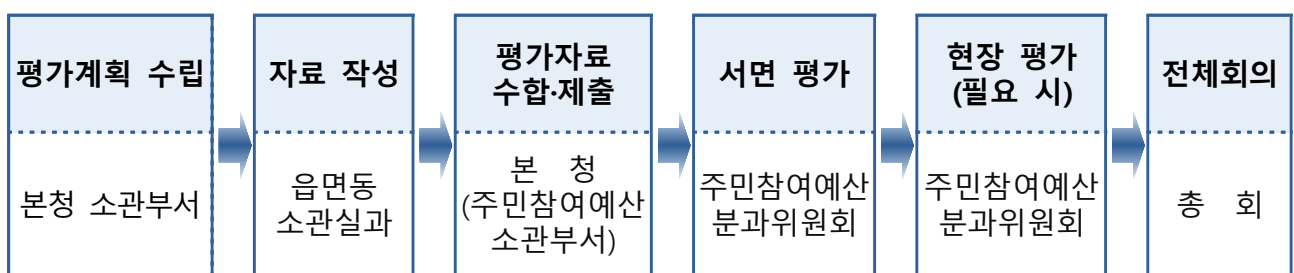 평가계획 수립
본청 소관부서
자료 작성
읍면동
소관실과
평가자료
수합·제출
본 청
(주민참여예산
소관부서)
서면 평가
주민참여예산
분과위원회
현장 평가
(필요 시)
주민참여예산
분과위원회
전체회의
총 회